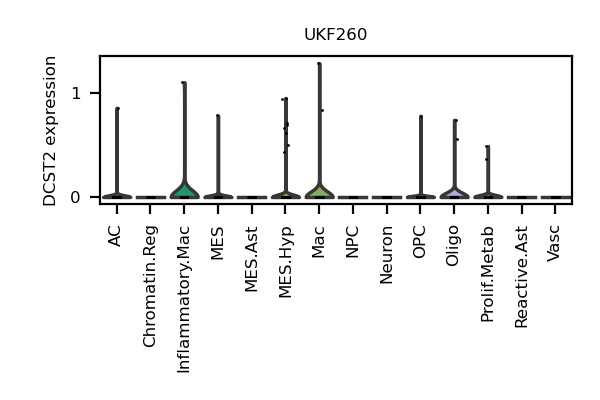 UKF260
DCST2 expression
1
0
AC
Chromatin.Reg
Inflammatory.Mac
MES
MES.Ast
MES.Hyp
Mac
NPC
Neuron
OPC
Oligo
Prolif.Metab
Reactive.Ast
Vasc